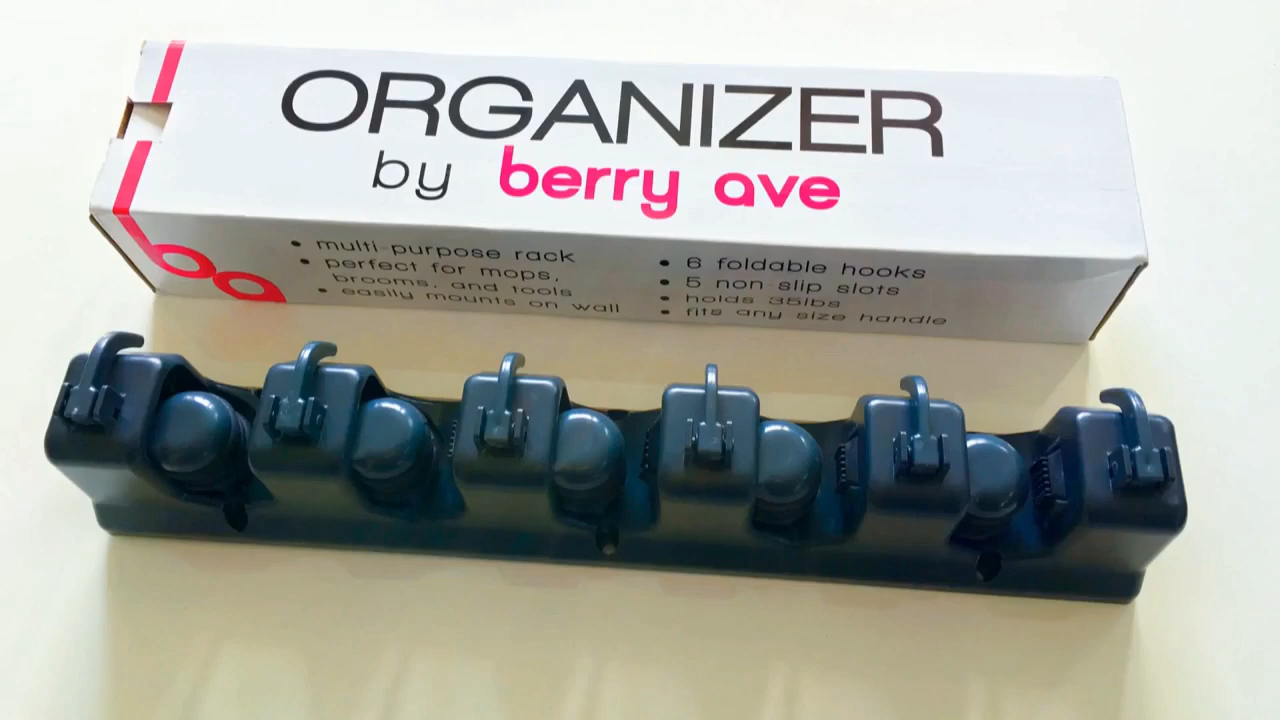 ORGANIZER
by berry ave
ba
• multi-purpose rack
• perfect for mops,
brooms, and tools
• easily mounts on wall
• 6 foldable hooks
• 5 non-slip slots
• holds 35lbs
• fits any size handle